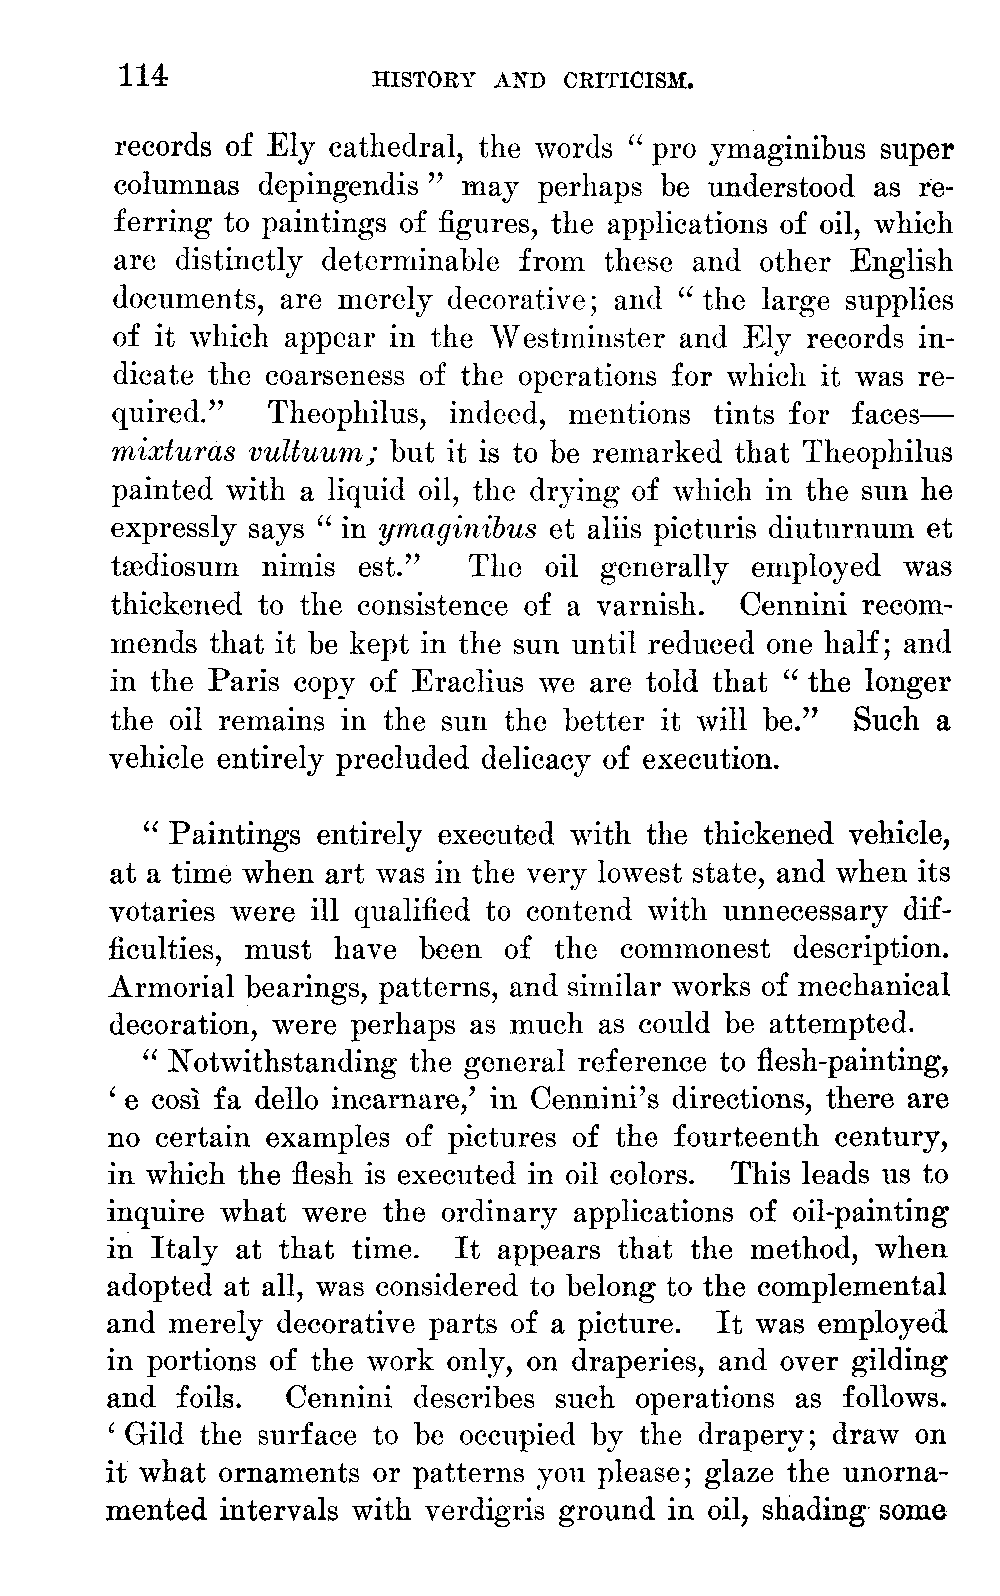 114 HISTORY AND CRITICISM.
records of Ely cathedral, the words “ pro ymaginibus super
columnas depingendis ” may perhaps be understood as re-
ferring to paintings of figures, the applications of oil, which
are distinctly determinable from these and other English
documents, are merely decorative; and “ the large supplies
of it which appear in the Westminster and Ely records in-
dicate the coarseness of the operations for which it was re-
quired.” Theophilus, indeed, mentions tints for faces—
mixturas vultuum; but it is to be remarked that Theophilus
painted with a liquid oil, the drying of which in the sun he
expressly says “ in ymaginibus et aliis picturis diuturnum et
tædiosum nimis est.” The oil generally employed was
thickened to the consistence of a varnish. Cennini recom-
mends that it be kept in the sun until reduced one half; and
in the Paris copy of Eraclius we are told that “ the longer
the oil remains in the sun the better it will be.” Such a
vehicle entirely precluded delicacy of execution.
“ Paintings entirely executed with the thickened vehicle,
at a time when art was in the very lowest state, and when its
votaries were ill qualified to contend with unnecessary dif-
ficulties, must have been of the commonest description.
Armorial bearings, patterns, and similar works of mechanical
decoration, were perhaps as much as could be attempted.
“ Notwithstanding the general reference to flesh-painting,
‘ e così fa dello incarnare,’ in Cennini’s directions, there are
no certain examples of pictures of the fourteenth century,
in which the flesh is executed in oil colors. This leads us to
inquire what were the ordinary applications of oil-painting
in Italy at that time. It appears that the method, when
adopted at all, was considered to belong to the complemental
and merely decorative parts of a picture. It was employed
in portions of the work only, on draperies, and over gilding
and foils. Cennini describes such operations as follows.
‘ Gild the surface to be occupied by the drapery; draw on
it what ornaments or patterns you please; glaze the unorna-
mented intervals with verdigris ground in oil, shading some